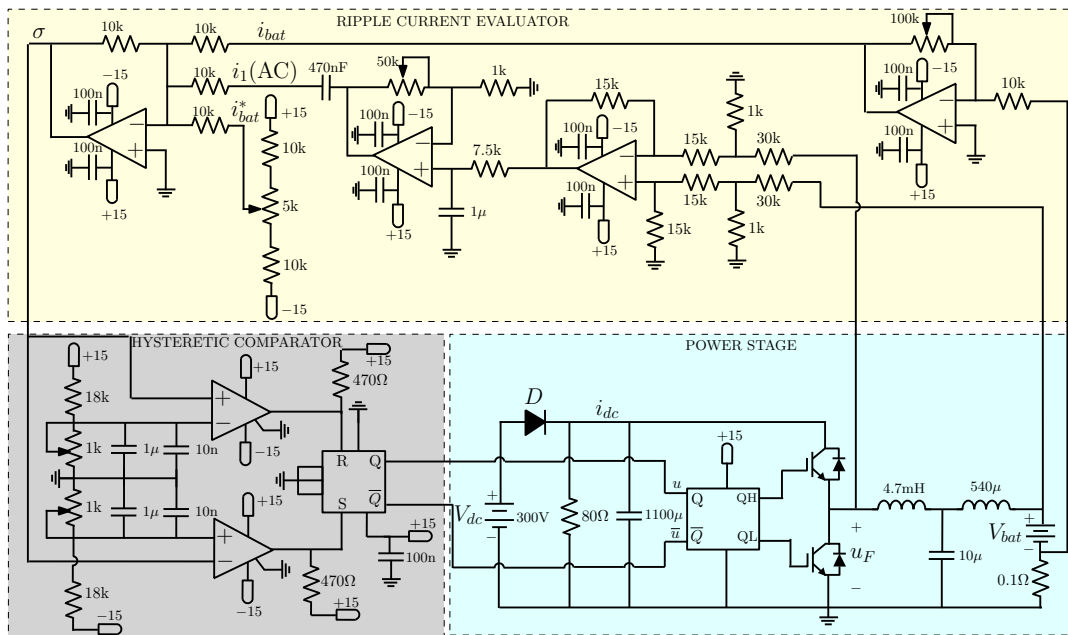 RIPPLE CURRENT EVALUATOR
σ
10k
10k
i_bat
100k
−15
100n
10k
i_1(AC)
470nF
50k
1k
15k
−15
100n
10k
10k
i*_bat
+15
100n
−15
100n
−15
1k
100n
10k
7.5k
15k
30k
100n
+15
+15
5k
100n
+15
1μ
100n
+15
15k
15k
30k
1k
10k
−15
HYSTERETIC COMPARATOR
+15
+15
+15
470Ω
18k
1k
1μ
10n
−15
R
Q
S
Q̅
1k
1μ
10n
+15
+15
100n
470Ω
18k
−15
−15
+15
POWER STAGE
D
i_dc
+15
u
Q
QH
V_dc
300V
80Ω
1100μ
u̅
Q̅
QL
4.7mH
540μ
+
u_F
−
10μ
V_bat
+
−
0.1Ω